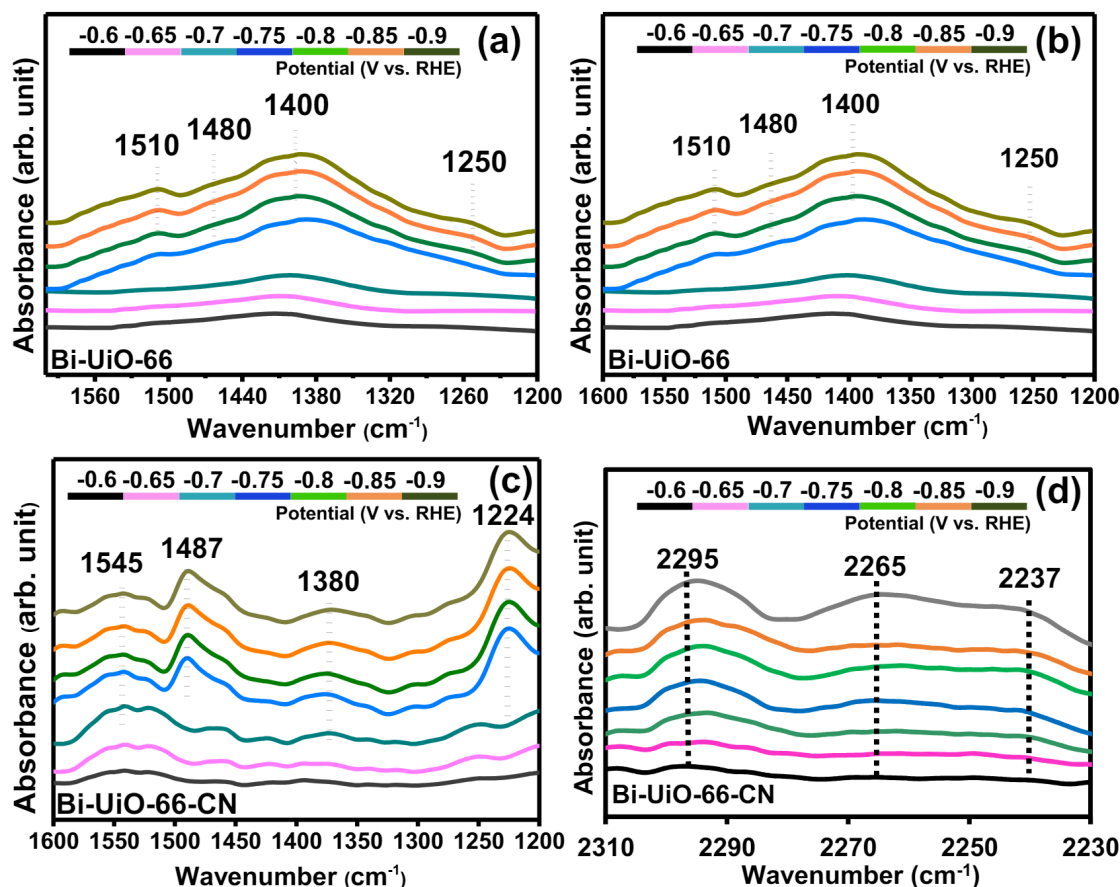 -0.6 -0.65 -0.7 -0.75 -0.8 -0.85 -0.9
(a)
Potential (V vs. RHE)
1400
1480
1510
1250
Absorbance (arb. unit)
Bi-UiO-66
1560 1500 1440 1380 1320 1260 1200
Wavenumber (cm-1)
-0.6 -0.65 -0.7 -0.75 -0.8 -0.85 -0.9
(b)
Potential (V vs. RHE)
1400
1480
1510
1250
Absorbance (arb. unit)
Bi-UiO-66
1600 1550 1500 1450 1400 1350 1300 1250 1200
Wavenumber (cm-1)
-0.6 -0.65 -0.7 -0.75 -0.8 -0.85 -0.9
(c)
Potential (V vs. RHE)
1224
1487
1545
1380
Absorbance (arb. unit)
Bi-UiO-66-CN
1600 1550 1500 1450 1400 1350 1300 1250 1200
Wavenumber (cm-1)
-0.6 -0.65 -0.7 -0.75 -0.8 -0.85 -0.9
(d)
Potential (V vs. RHE)
2295 2265 2237
Absorbance (arb. unit)
Bi-UiO-66-CN
2310 2290 2270 2250 2230
Wavenumber (cm-1)